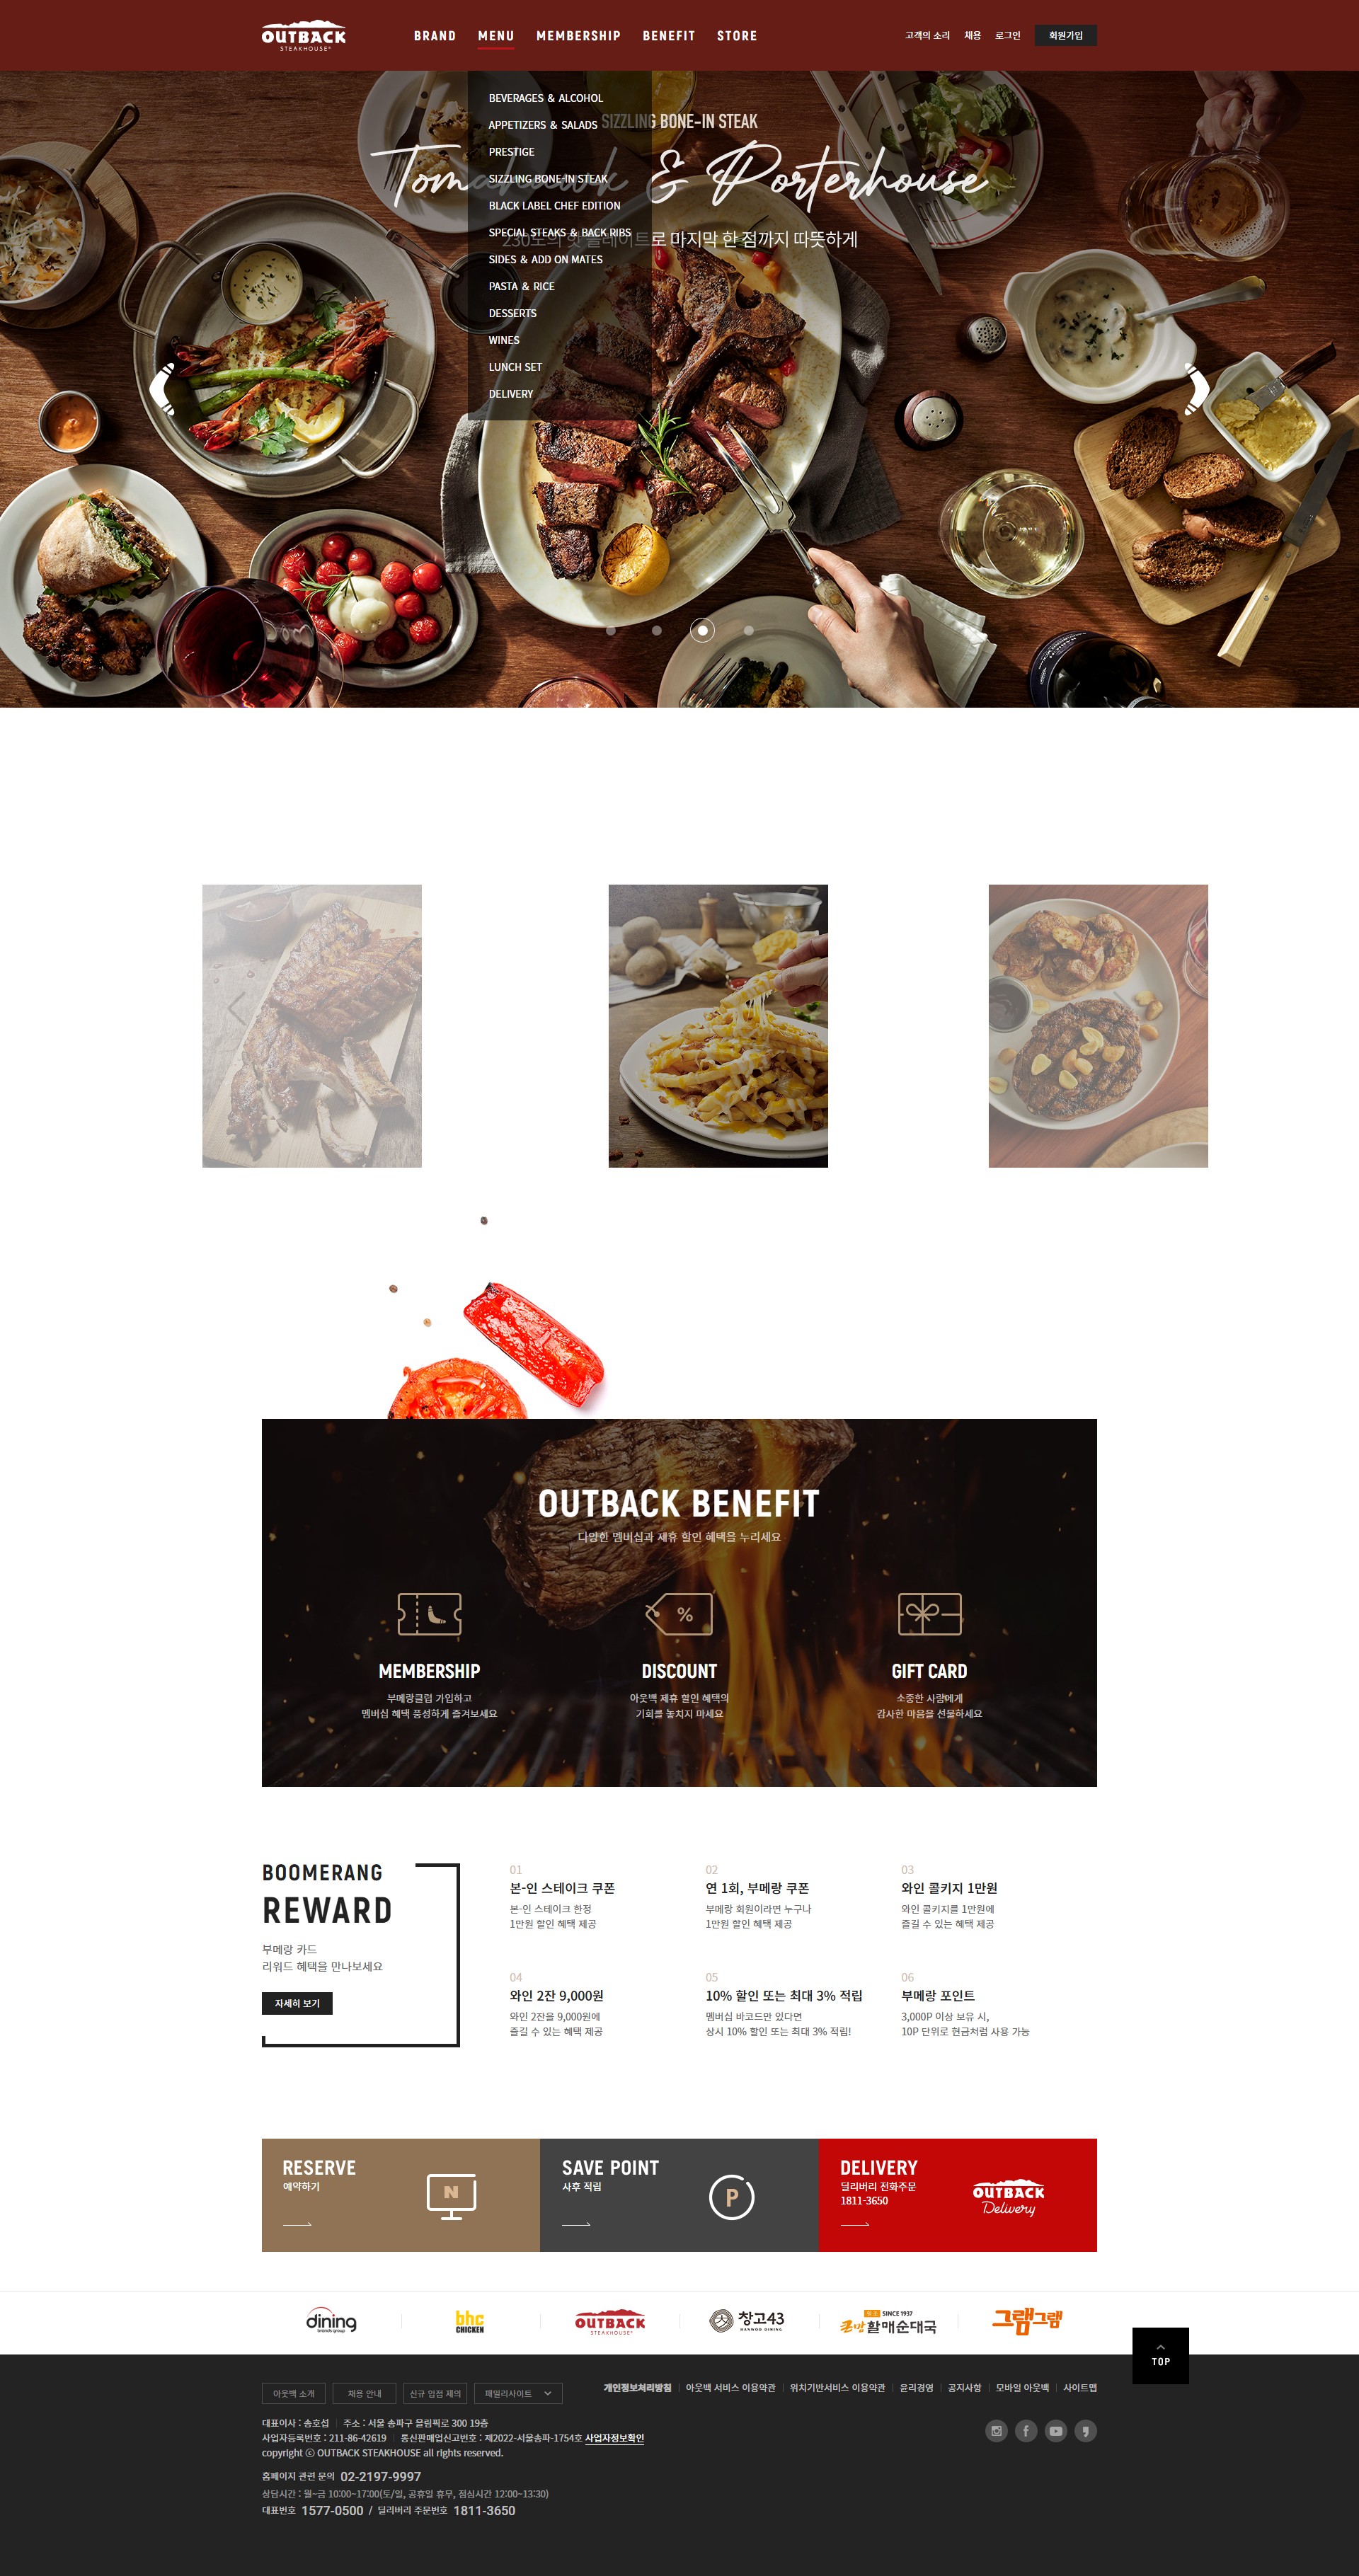 OUTBACK
STEAKHOUSE
BRAND
MENU
MEMBERSHIP
BENEFIT
STORE
고객의 소리
채용
로그인
회원가입
BEVERAGES & ALCOHOL
APPETIZERS & SALADS
PRESTIGE
SIZZLING BONE-IN STEAK
BLACK LABEL CHEF EDITION
SPECIAL STEAKS & BACK RIBS
SIDES & ADD ON MATES
PASTA & RICE
DESSERTS
WINES
LUNCH SET
DELIVERY
SIZZLING BONE-IN STEAK
Tomahawk & Porterhouse
230도의 핫 플레이트로 마지막 한 점까지 따뜻하게
OUTBACK BENEFIT
다양한 멤버십과 제휴 할인 혜택을 누리세요
%
MEMBERSHIP
부메랑클럽 가입하고
멤버십 혜택 풍성하게 즐겨보세요
DISCOUNT
아웃백 제휴 할인 혜택의
기회를 놓치지 마세요
GIFT CARD
소중한 사람에게
감사한 마음을 선물하세요
BOOMERANG
REWARD
부메랑 카드
리워드 혜택을 만나보세요
자세히 보기
01
본-인 스테이크 쿠폰
본-인 스테이크 한정
1만원 할인 혜택 제공
02
연 1회, 부메랑 쿠폰
부메랑 회원이라면 누구나
1만원 할인 혜택 제공
03
와인 콜키지 1만원
와인 콜키지를 1만원에
즐길 수 있는 혜택 제공
04
와인 2잔 9,000원
와인 2잔을 9,000원에
즐길 수 있는 혜택 제공
05
10% 할인 또는 최대 3% 적립
멤버십 바코드만 있다면
상시 10% 할인 또는 최대 3% 적립!
06
부메랑 포인트
3,000P 이상 보유 시,
10P 단위로 현금처럼 사용 가능
RESERVE
예약하기
N
SAVE POINT
사후 적립
P
DELIVERY
딜리버리 전화주문
1811-3650
OUTBACK
Delivery
dining
brands group
bhc
CHICKEN
OUTBACK
STEAKHOUSE
창고43
HANWOO DINING
SINCE 1937
큰맘할매순대국
그램그램
TOP
아웃백 소개
채용 안내
신규 입점 제의
패밀리사이트
개인정보처리방침
아웃백 서비스 이용약관
위치기반서비스 이용약관
윤리경영
공지사항
모바일 아웃백
사이트맵
대표이사 : 송호섭
주소 : 서울 송파구 올림픽로 300 19층
사업자등록번호 : 211-86-42619
통신판매업신고번호 : 제2022-서울송파-1754호 사업자정보확인
copyright ⓒ OUTBACK STEAKHOUSE all rights reserved.
홈페이지 관련 문의 02-2197-9997
상담시간 : 월~금 10:00~17:00(토/일, 공휴일 휴무, 점심시간 12:00~13:30)
대표번호 1577-0500 / 딜리버리 주문번호 1811-3650